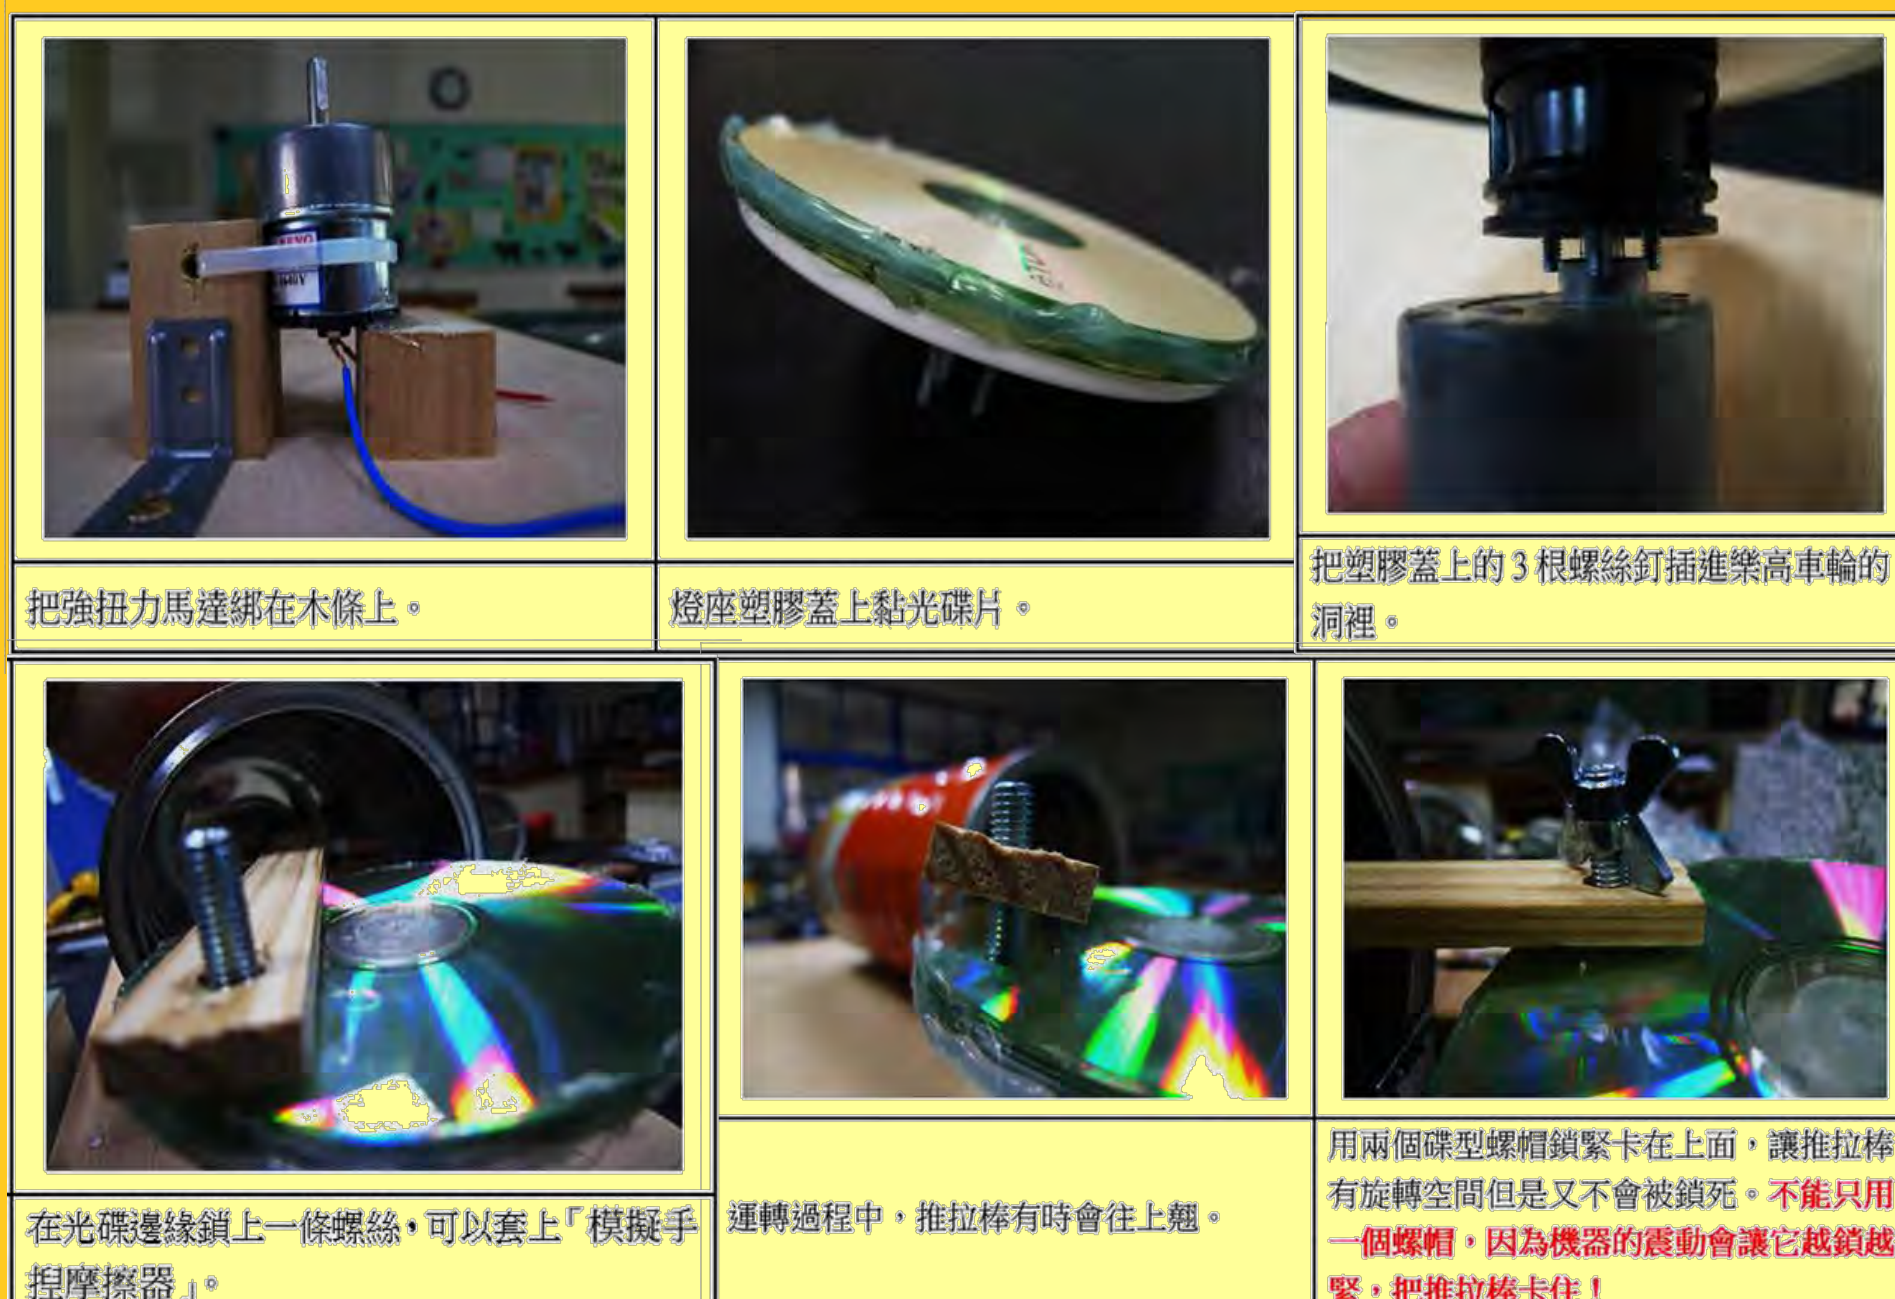 把強扭力馬達綁在木條上。
燈座塑膠蓋上黏光碟片。
把塑膠蓋上的3根螺絲釘插進樂高車輪的
洞裡。
在光碟邊緣鎖上一條螺絲，可以套上「模擬手
捏摩擦器」。
運轉過程中，推拉棒有時會往上翹。
用兩個碟型螺帽鎖緊卡在上面，讓推拉棒
有旋轉空間但是又不會被鎖死。不能只用
一個螺帽，因為機器的震動會讓它越鎖越
緊，把推拉棒卡住！